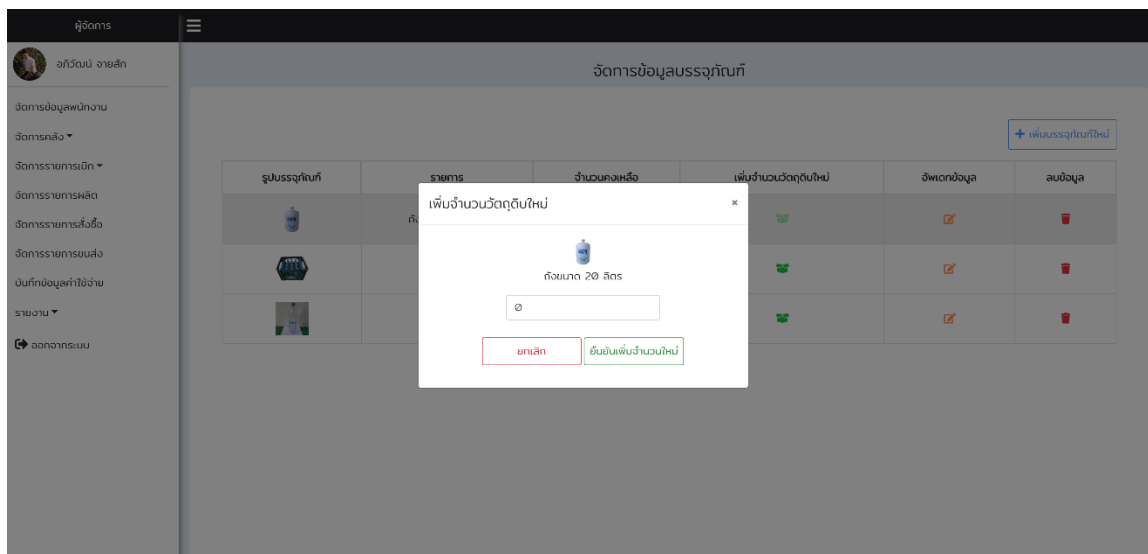 ผู้จัดการ
อภิวัฒน์ อายสัก
จัดการข้อมูลบรรจุภัณฑ์
จัดการข้อมูลพนักงาน
จัดการคลัง
จัดการรายการเบิก
จัดการรายการผลิต
จัดการรายการสั่งซื้อ
จัดการรายการขนส่ง
บันทึกข้อมูลค่าใช้จ่าย
รายงาน
ออกจากระบบ
+ เพิ่มบรรจุภัณฑ์ใหม่
รูปบรรจุภัณฑ์ รายการ จำนวนคงเหลือ เพิ่มจำนวนวัตถุดิบใหม่ อัพเดทข้อมูล ลบข้อมูล
เพิ่มจำนวนวัตถุดิบใหม่ ×
ถังขนาด 20 ลิตร
0
ยกเลิก ยืนยันเพิ่มจำนวนใหม่